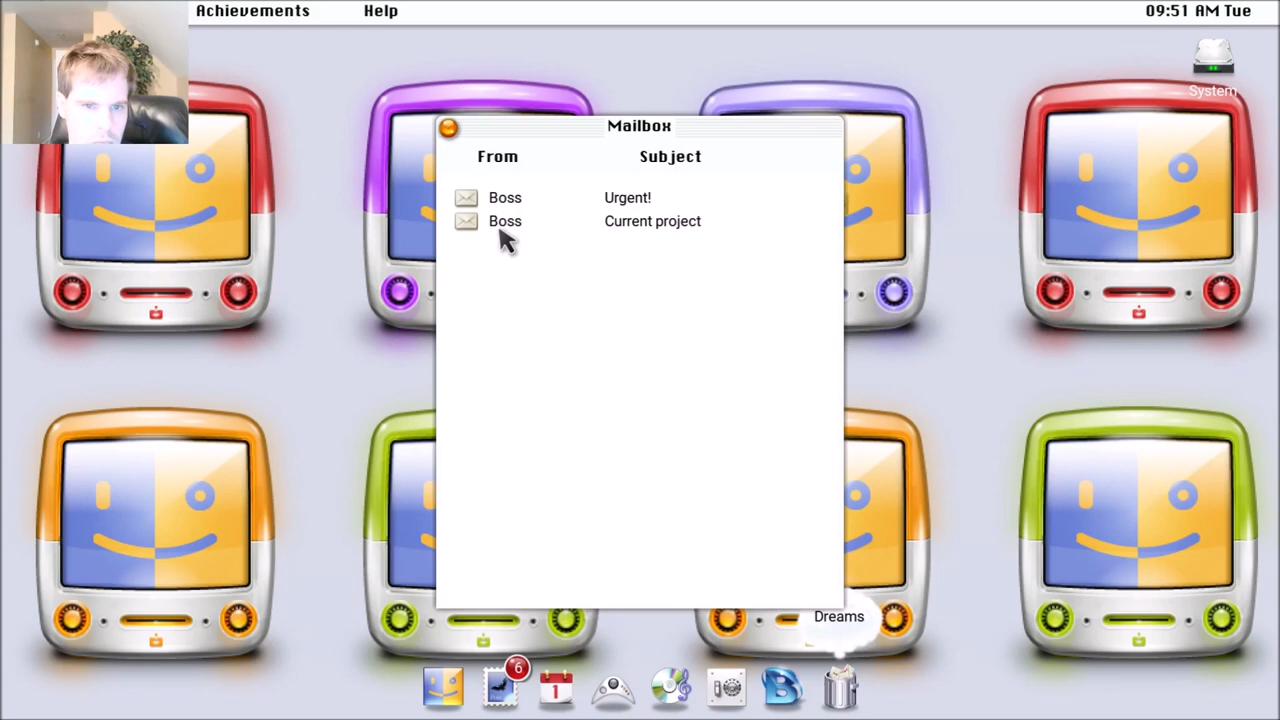 Achievements Help 09:51 AM Tue
System
Mailbox
From Subject
Boss Urgent!
Boss Current project
Dreams
6
1
B